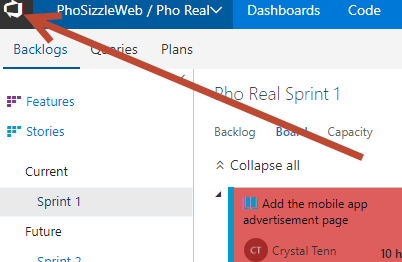 PhoSizzleWeb / Pho Real Dashboards Code
Backlogs Queries Plans
Features
Stories
Current
Sprint 1
Future
Sprint 2
Pho Real Sprint 1
Backlog Board Capacity
Collapse all
Add the mobile app
advertisement page
CT Crystal Tenn 10 h